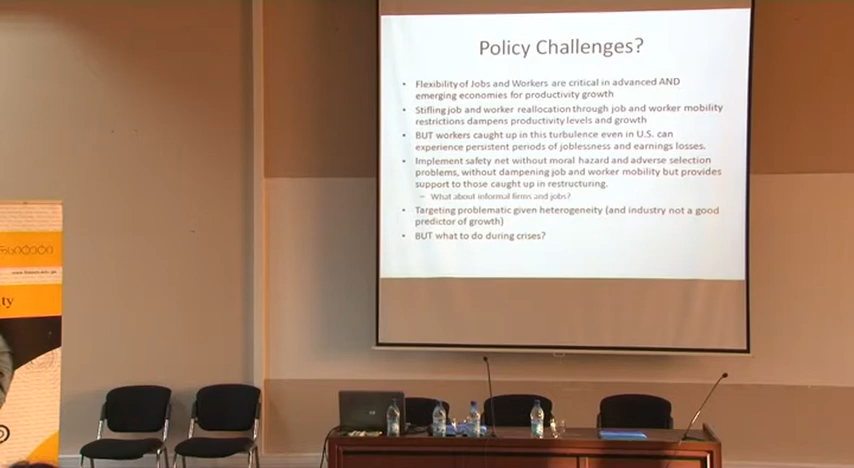 Policy Challenges?
• Flexibility of Jobs and Workers are critical in advanced AND
emerging economies for productivity growth
• Stifling job and worker reallocation through job and worker mobility
restrictions dampens productivity levels and growth
• BUT workers caught up in this turbulence even in U.S. can
experience persistent periods of joblessness and earnings losses.
• Implement safety net without moral hazard and adverse selection
problems, without dampening job and worker mobility but provides
support to those caught up in restructuring.
– What about informal firms and jobs?
• Targeting problematic given heterogeneity (and industry not a good
predictor of growth)
• BUT what to do during crises?
ty